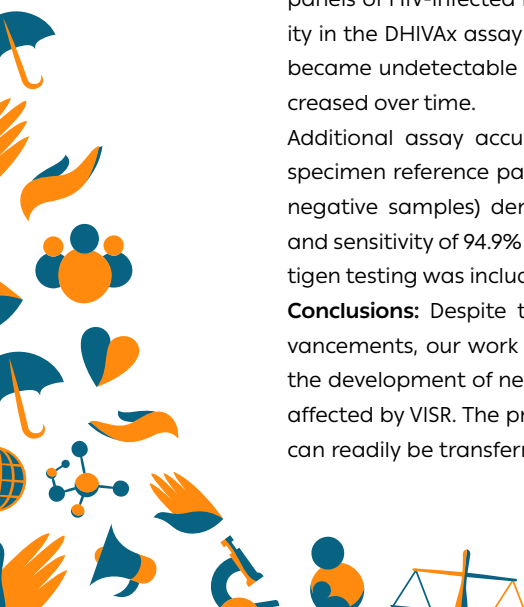 panels of HIV-infected
ity in the DHIVAx assay
became undetectable
creased over time.
Additional assay accu
specimen reference pa
negative samples) der
and sensitivity of 94.9%
tigen testing was includ
Conclusions: Despite t
vancements, our work
the development of ne
affected by VISR. The pr
can readily be transferr